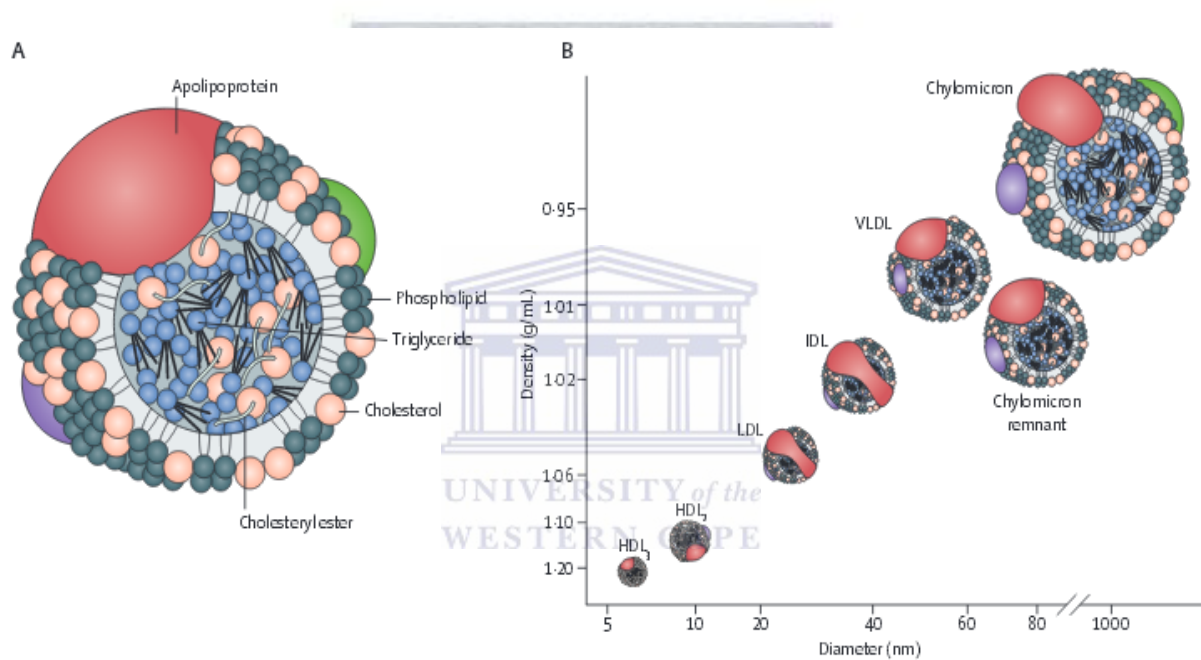 A
Apolipoprotein
Phospholipid
Triglyceride
Cholesterol
Cholesteryl ester
B
Density (g/mL)
0·95
1·01
1·02
1·06
1·10
1·20
Chylomicron
VLDL
IDL
Chylomicron
remnant
LDL
HDL₂
HDL₃
5
10
20
40
60
80
1000
Diameter (nm)
UNIVERSITY of the
WESTERN CAPE